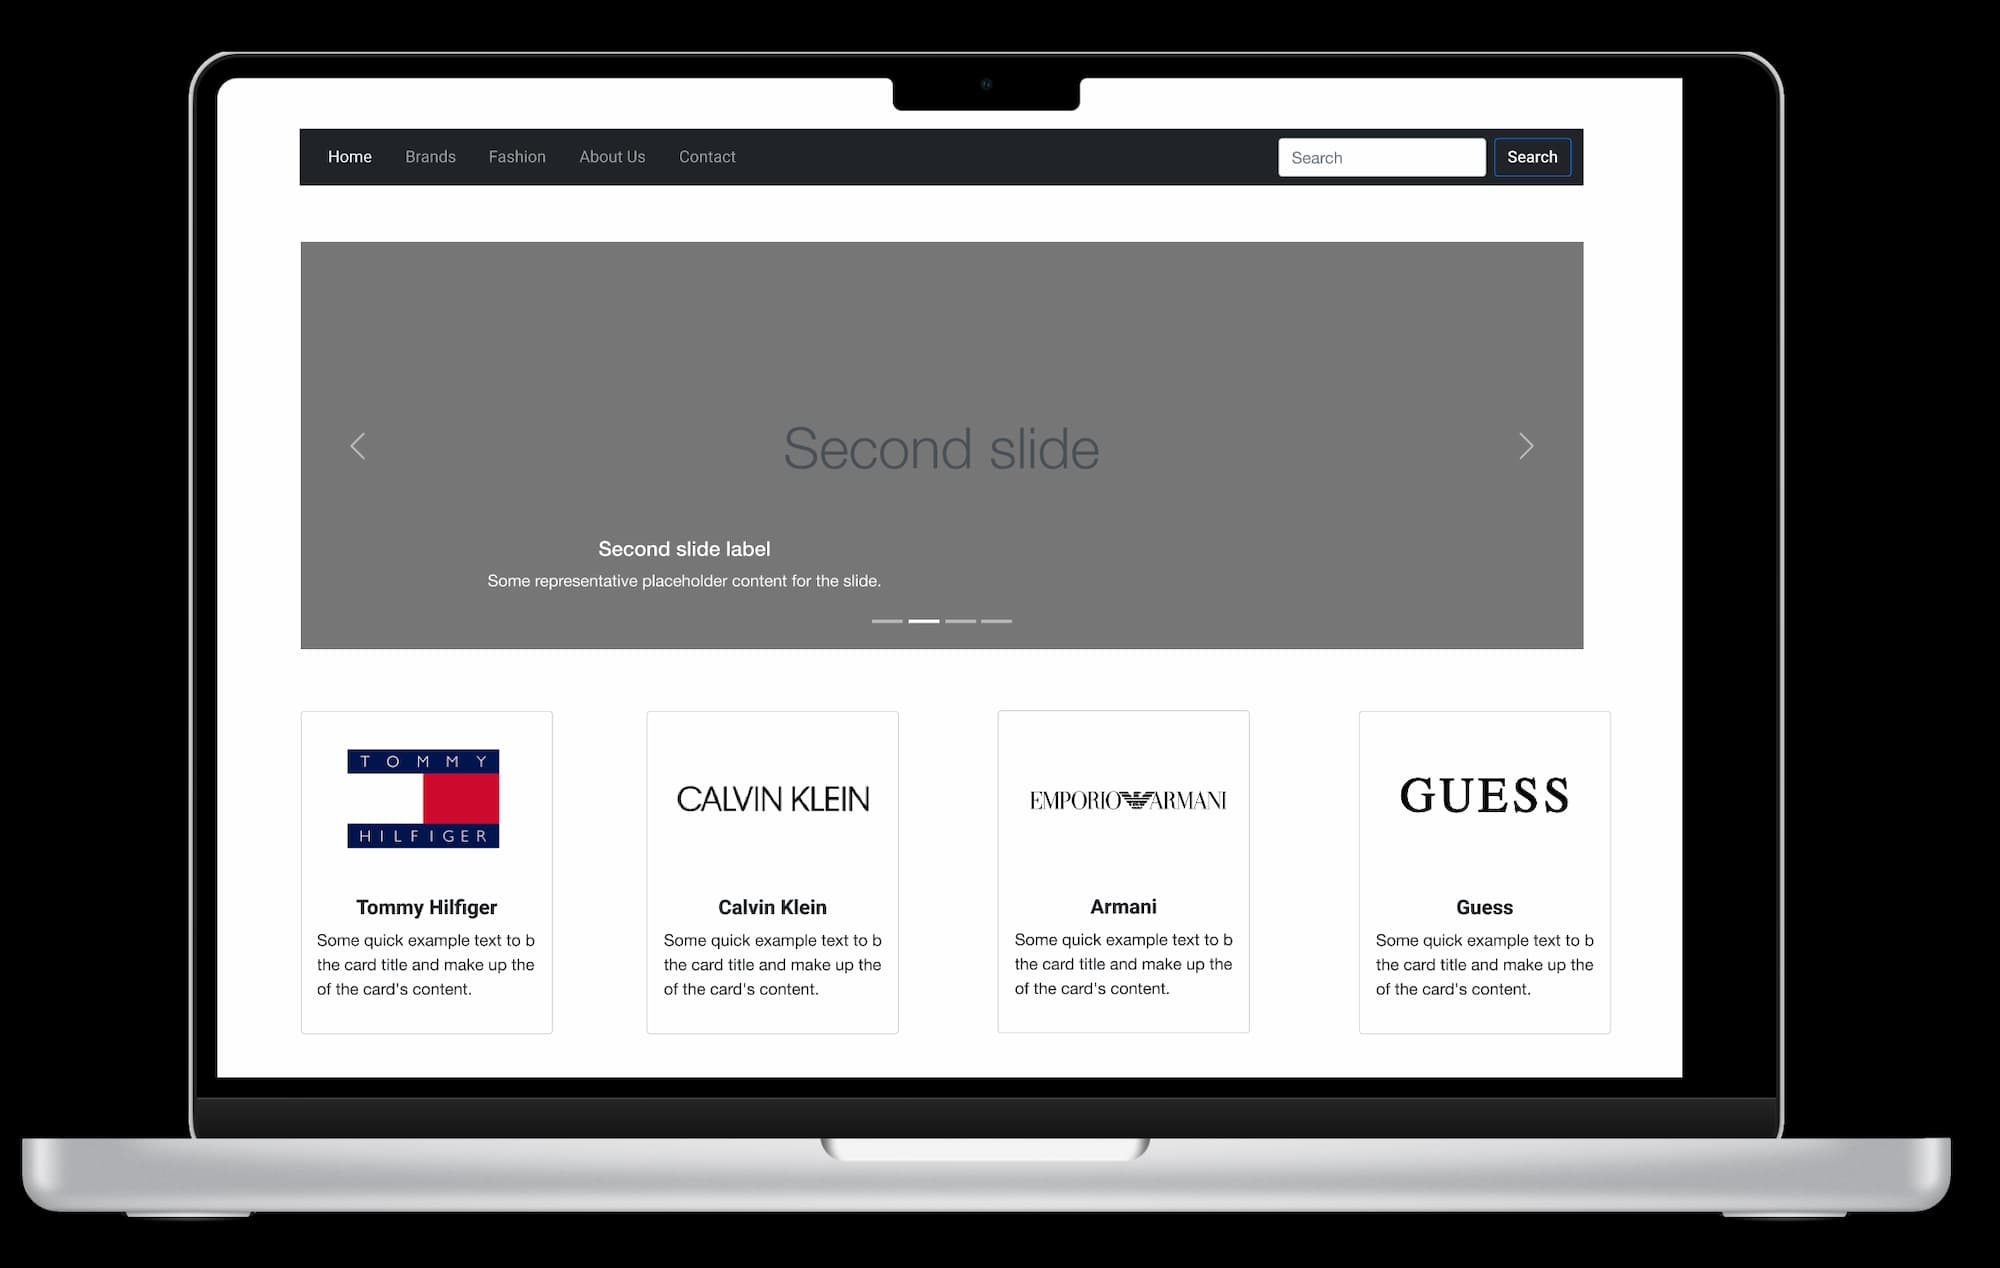 Home Brands Fashion About Us Contact Search Search
Second slide
Second slide label
Some representative placeholder content for the slide.
TOMMY
HILFIGER
Tommy Hilfiger
Some quick example text to b
the card title and make up the
of the card's content.
CALVIN KLEIN
Calvin Klein
Some quick example text to b
the card title and make up the
of the card's content.
EMPORIO ARMANI
Armani
Some quick example text to b
the card title and make up the
of the card's content.
GUESS
Guess
Some quick example text to b
the card title and make up the
of the card's content.